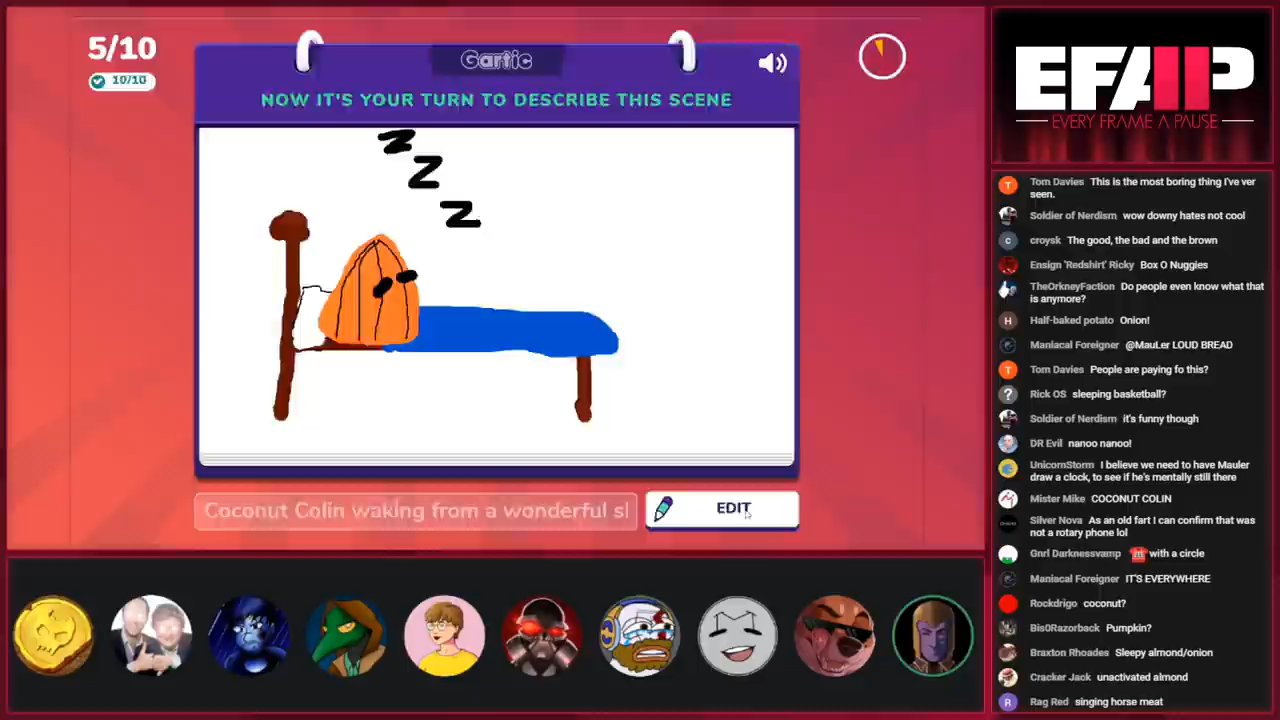 5/10
10/10
Gartic
NOW IT'S YOUR TURN TO DESCRIBE THIS SCENE
Z
Z
Z
Coconut Colin waking from a wonderful sl
EDIT
EFAP
EVERY FRAME A PAUSE
Tom Davies This is the most boring thing I've ver
seen.
Soldier of Nerdism wow downy hates not cool
croysk The good, the bad and the brown
Ensign 'Redshirt' Ricky Box O Nuggies
TheOrkneyFaction Do people even know what that
is anymore?
Half-baked potato Onion!
Maniacal Foreigner @MauLer LOUD BREAD
Tom Davies People are paying fo this?
Rick OS sleeping basketball?
Soldier of Nerdism it's funny though
DR Evil nanoo nanoo!
UnicornStorm I believe we need to have Mauler
draw a clock, to see if he's mentally still there
Mister Mike COCONUT COLIN
Silver Nova As an old fart I can confirm that was
not a rotary phone lol
Gnrl Darknessvamp ☎️ with a circle
Maniacal Foreigner IT'S EVERYWHERE
Rockdrigo coconut?
Bis0Razorback Pumpkin?
Braxton Rhoades Sleepy almond/onion
Cracker Jack unactivated almond
Rag Red singing horse meat